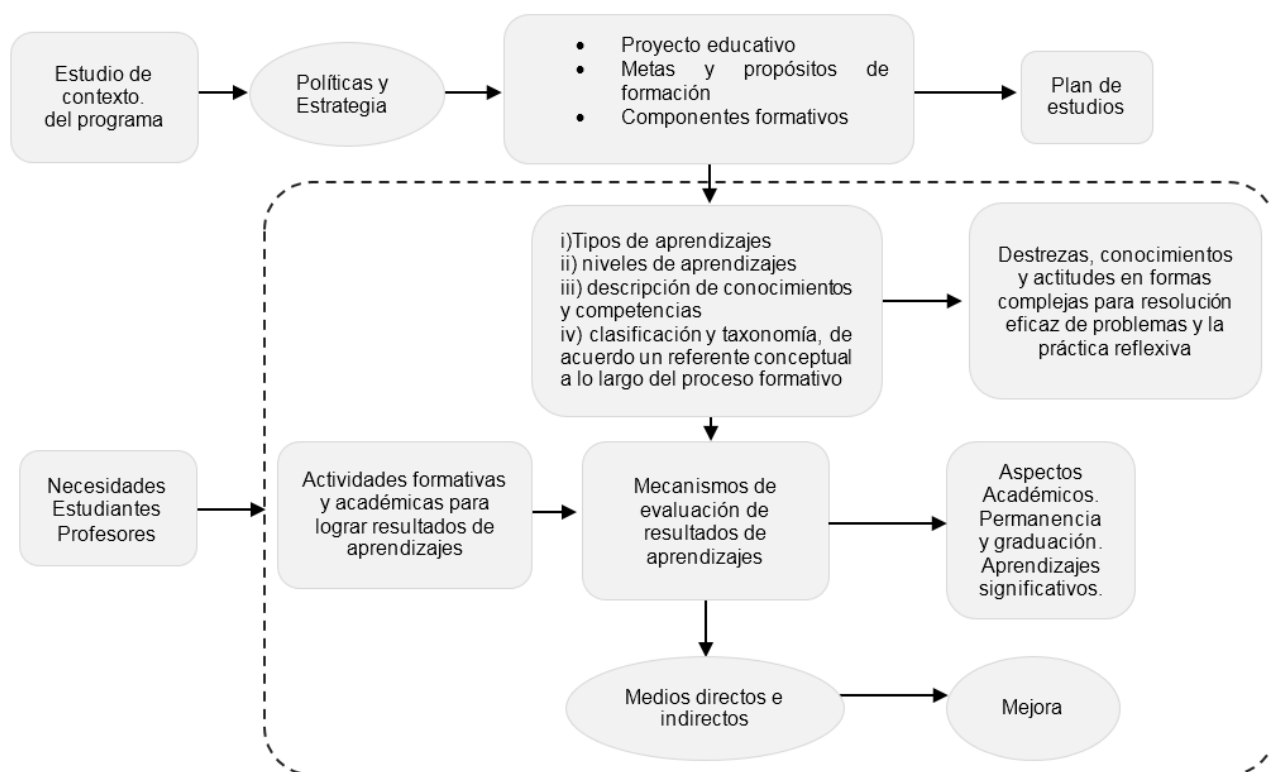 Estudio de
contexto.
del programa
Políticas y
Estrategia
• Proyecto educativo
• Metas y propósitos de
formación
• Componentes formativos
Plan de
estudios
i)Tipos de aprendizajes
ii) niveles de aprendizajes
iii) descripción de conocimientos
y competencias
iv) clasificación y taxonomía, de
acuerdo un referente conceptual
a lo largo del proceso formativo
Destrezas, conocimientos
y actitudes en formas
complejas para resolución
eficaz de problemas y la
práctica reflexiva
Necesidades
Estudiantes
Profesores
Actividades formativas
y académicas para
lograr resultados de
aprendizajes
Mecanismos de
evaluación de
resultados de
aprendizajes
Aspectos
Académicos.
Permanencia
y graduación.
Aprendizajes
significativos.
Medios directos e
indirectos
Mejora